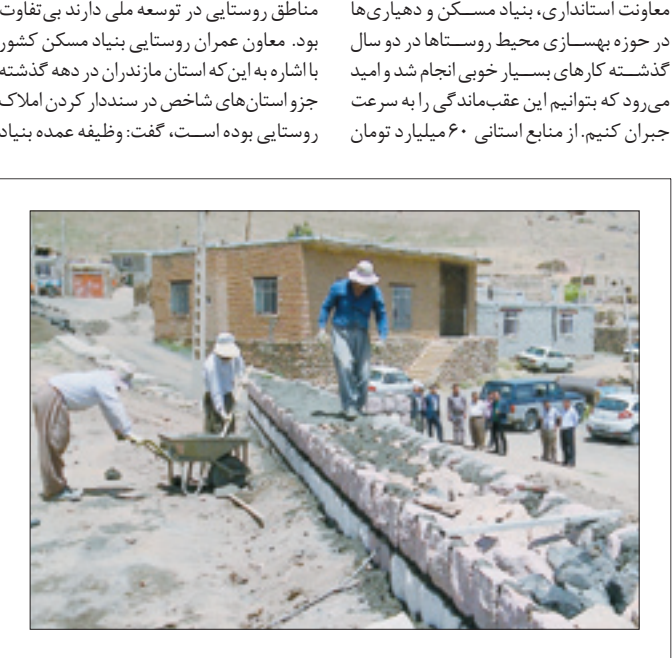 معاونت استانداری، بنیاد مسکن و دهیاری‌ها
در حوزه بهسازی محیط روستاها در دو سال
گذشته کارهای بسیار خوبی انجام شد و امید
می‌رود که بتوانیم این عقب‌ماندگی را به سرعت
جبران کنیم. از منابع استانی ۶۰ میلیارد تومان
مناطق روستایی در توسعه ملی دارند بی‌تفاوت
بود. معاون عمران روستایی بنیاد مسکن کشور
با اشاره به این‌که استان مازندران در دهه گذشته
جزو استان‌های شاخص در سنددار کردن املاک
روستایی بوده است، گفت: وظیفه عمده بنیاد